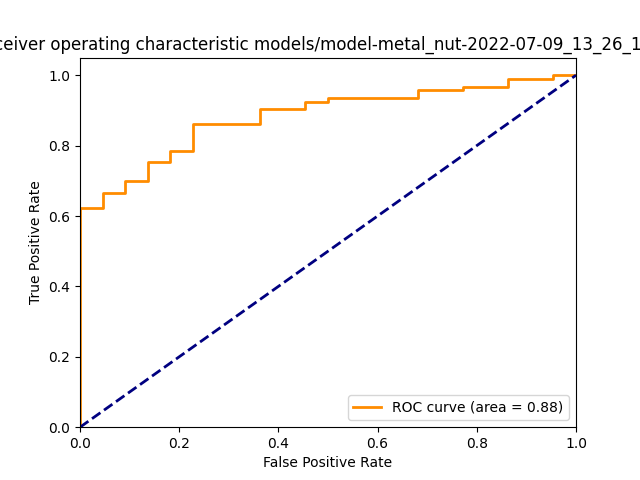 ceiver operating characteristic models/model-metal_nut-2022-07-09_13_26_1
1.0
0.8
0.6
0.4
0.2
0.0
True Positive Rate
ROC curve (area = 0.88)
0.0 0.2 0.4 0.6 0.8 1.0
False Positive Rate